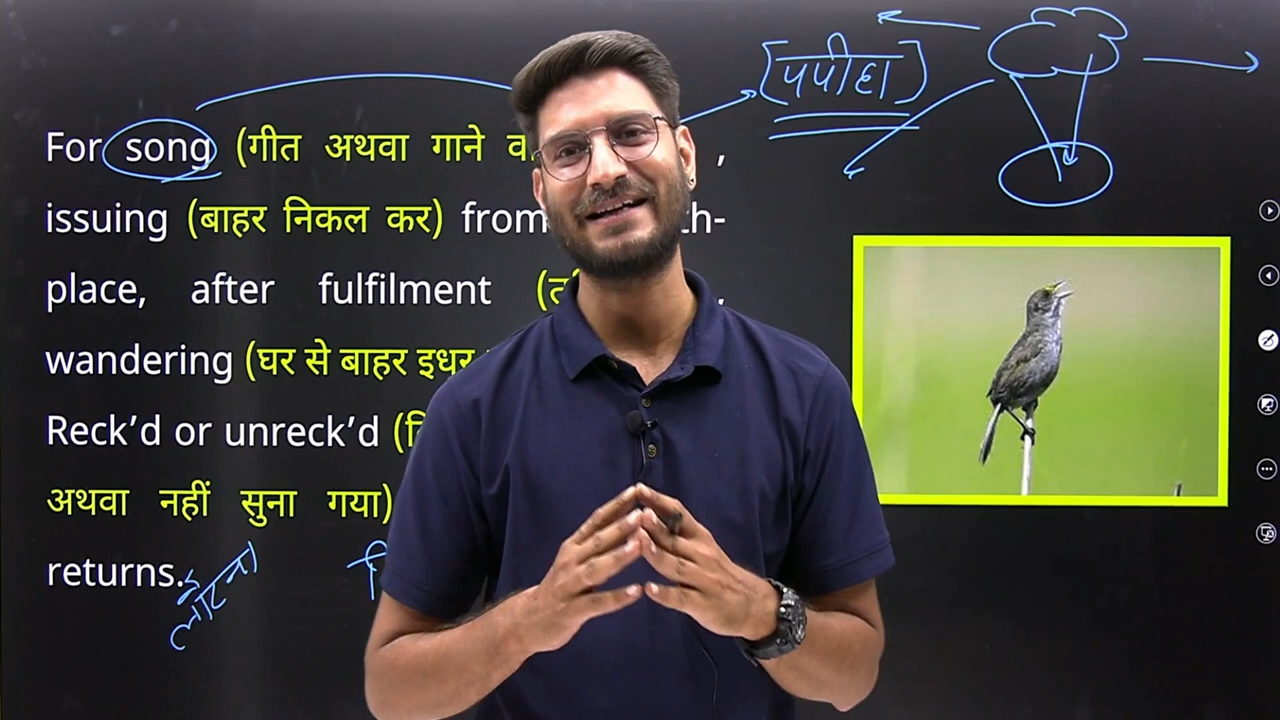 For song (गीत अथवा गाने ,
issuing (बाहर निकल कर) from
place, after fulfilment
wandering (घर से बाहर इधर
Reck’d or unreck’d
अथवा नहीं सुना गया)
returns.
लौटना
[पपीहा]